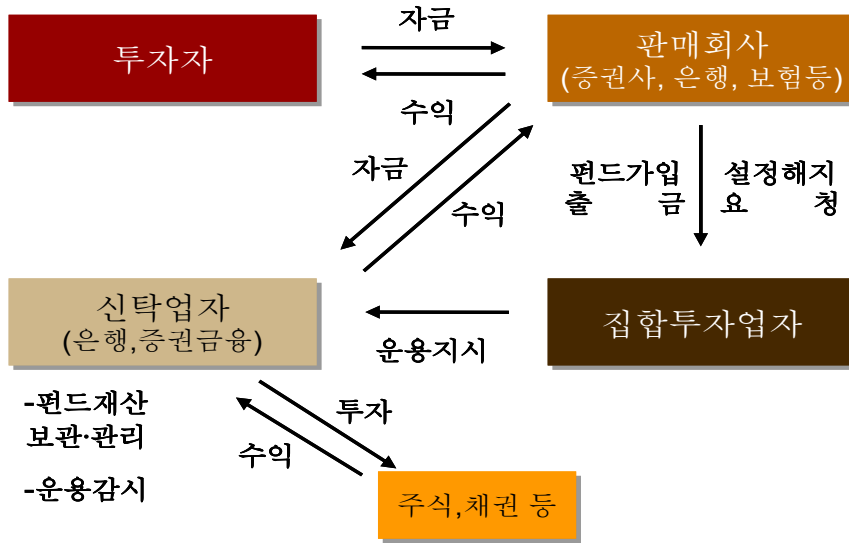 자금
투자자
판매회사
(증권사, 은행, 보험등)
수익
자금
수익
펀드가입
출 금
설정해지
요 청
신탁업자
(은행,증권금융)
집합투자업자
운용지시
-펀드재산
보관·관리
-운용감시
투자
수익
주식,채권 등